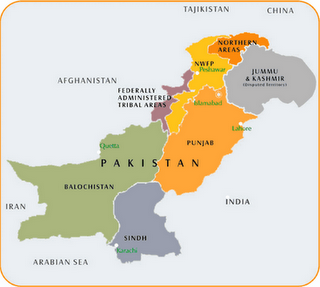 TAJIKISTAN
CHINA
NORTHERN
AREAS
NWFP
Peshawar
JUMMU
& KASHMIR
(Disputed Territory)
AFGHANISTAN
FEDERALLY
ADMINISTERED
TRIBAL AREAS
Islamabad
Lahore
PUNJAB
Quetta
PAKISTAN
BALOCHISTAN
INDIA
IRAN
SINDH
Karachi
ARABIAN SEA